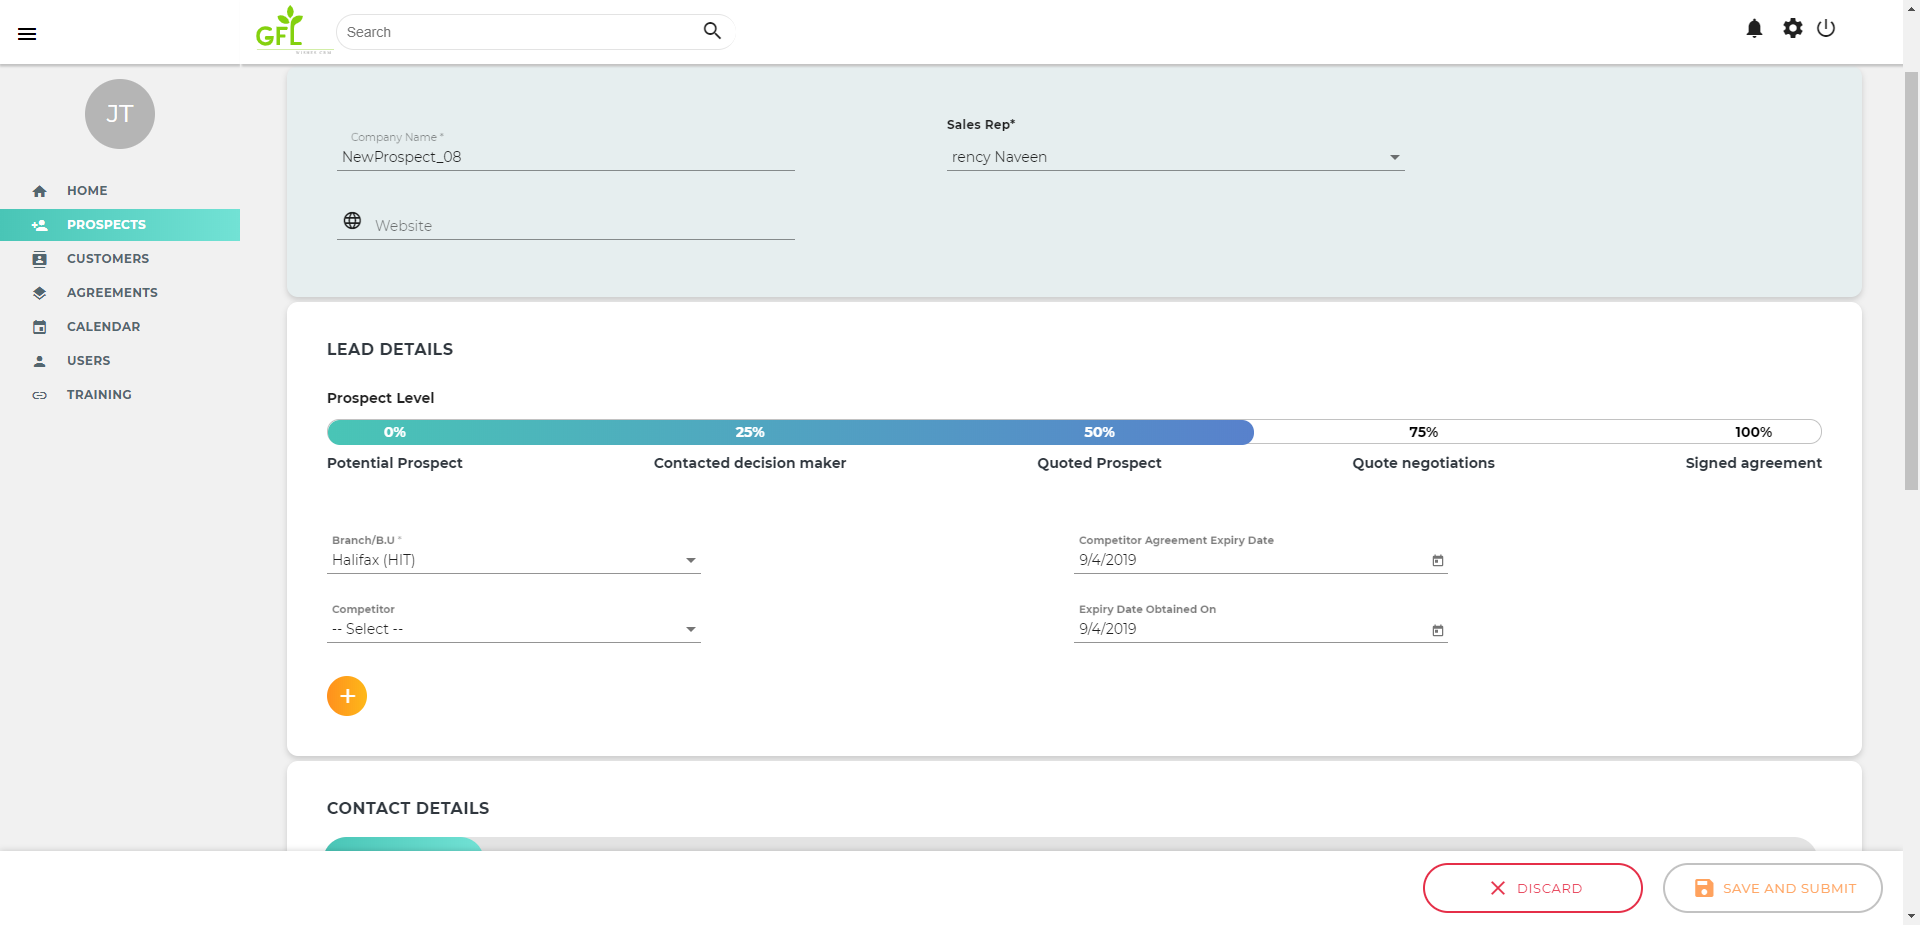 GFL
Search
JT
HOME
PROSPECTS
CUSTOMERS
AGREEMENTS
CALENDAR
USERS
TRAINING
Company Name *
NewProspect_08
Sales Rep*
rency Naveen
Website
LEAD DETAILS
Prospect Level
0% 25% 50% 75% 100%
Potential Prospect Contacted decision maker Quoted Prospect Quote negotiations Signed agreement
Branch/B.U *
Halifax (HIT)
Competitor Agreement Expiry Date
9/4/2019
Competitor
-- Select --
Expiry Date Obtained On
9/4/2019
CONTACT DETAILS
DISCARD
SAVE AND SUBMIT